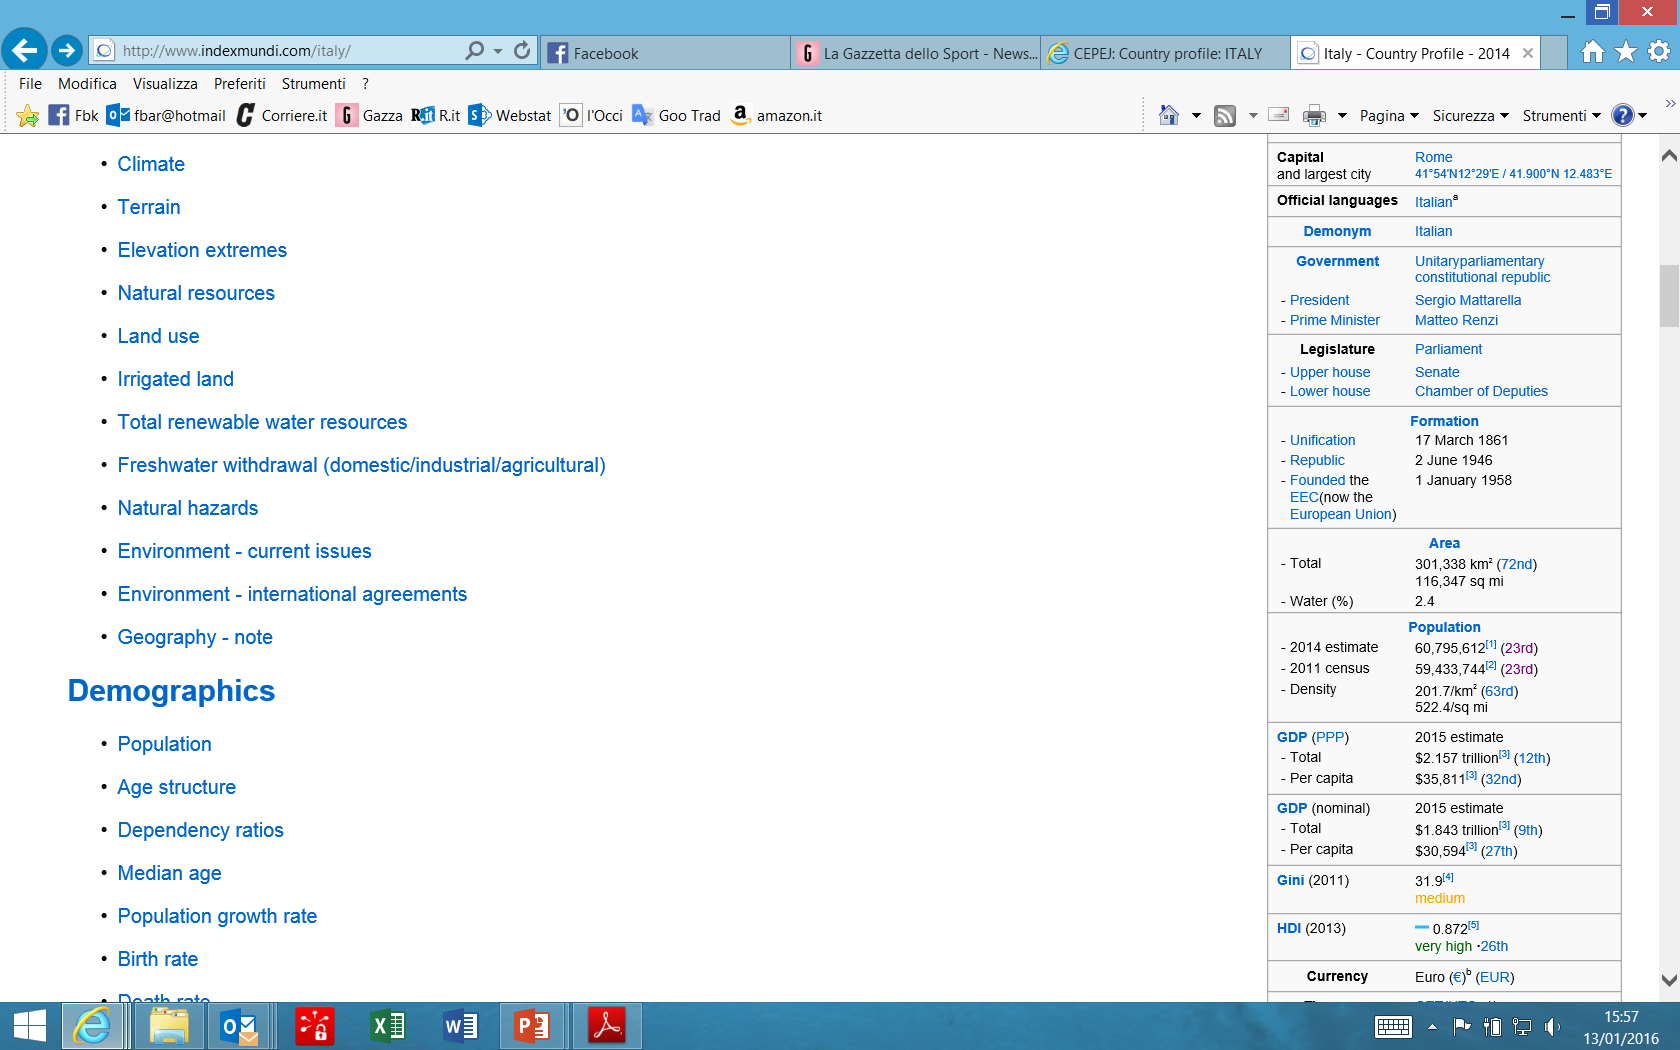 http://www.indexmundi.com/italy/
Facebook
La Gazzetta dello Sport - News...
CEPEJ: Country profile: ITALY
Italy - Country Profile - 2014
File Modifica Visualizza Preferiti Strumenti ?
Fbk fbar@hotmail Corriere.it Gazza R.it Webstat l'Occi Goo Trad amazon.it
Pagina Sicurezza Strumenti
• Climate
• Terrain
• Elevation extremes
• Natural resources
• Land use
• Irrigated land
• Total renewable water resources
• Freshwater withdrawal (domestic/industrial/agricultural)
• Natural hazards
• Environment - current issues
• Environment - international agreements
• Geography - note
Demographics
• Population
• Age structure
• Dependency ratios
• Median age
• Population growth rate
• Birth rate
Death rate
Capital Rome
and largest city 41°54′N12°29′E / 41.900°N 12.483°E
Official languages Italian a
Demonym Italian
Government Unitaryparliamentary
constitutional republic
- President Sergio Mattarella
- Prime Minister Matteo Renzi
Legislature Parliament
- Upper house Senate
- Lower house Chamber of Deputies
Formation
- Unification 17 March 1861
- Republic 2 June 1946
- Founded the 1 January 1958
EEC(now the
European Union)
Area
- Total 301,338 km² (72nd)
116,347 sq mi
- Water (%) 2.4
Population
- 2014 estimate 60,795,612[1] (23rd)
- 2011 census 59,433,744[2] (23rd)
- Density 201.7/km² (63rd)
522.4/sq mi
GDP (PPP) 2015 estimate
- Total $2.157 trillion[3] (12th)
- Per capita $35,811[3] (32nd)
GDP (nominal) 2015 estimate
- Total $1.843 trillion[3] (9th)
- Per capita $30,594[3] (27th)
Gini (2011) 31.9[4]
medium
HDI (2013) 0.872[5]
very high · 26th
Currency Euro (€)b (EUR)
15:57
13/01/2016